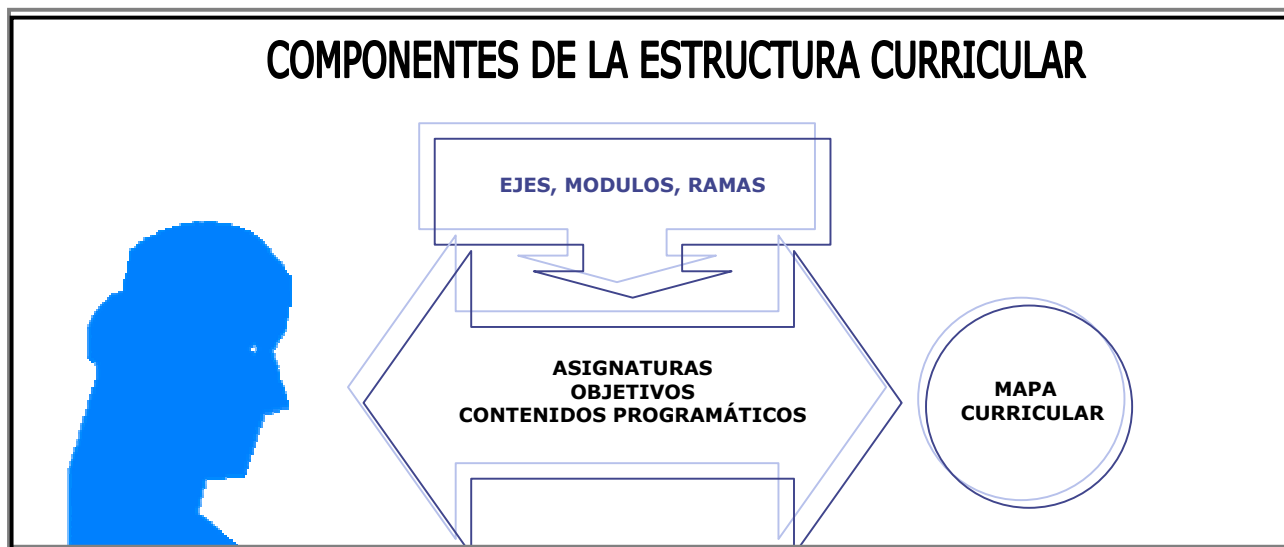 COMPONENTES DE LA ESTRUCTURA CURRICULAR
EJES, MODULOS, RAMAS
ASIGNATURAS
OBJETIVOS
CONTENIDOS PROGRAMÁTICOS
MAPA
CURRICULAR